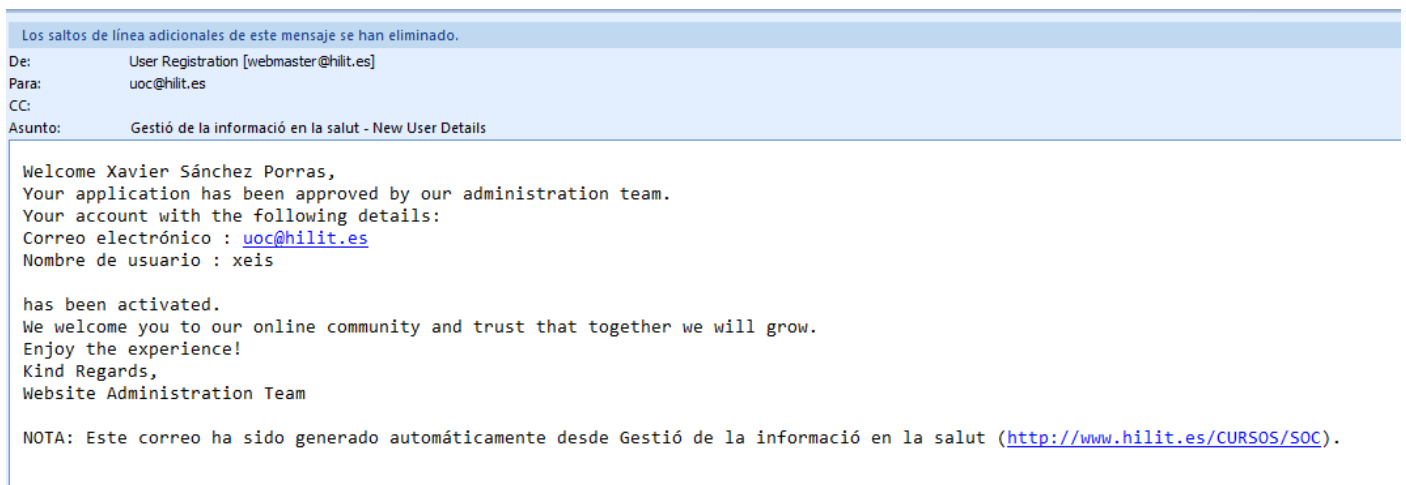 Los saltos de línea adicionales de este mensaje se han eliminado.
De: User Registration [webmaster@hilit.es]
Para: uoc@hilit.es
CC:
Asunto: Gestió de la informació en la salut - New User Details
Welcome Xavier Sánchez Porras,
Your application has been approved by our administration team.
Your account with the following details:
Correo electrónico : uoc@hilit.es
Nombre de usuario : xeis
has been activated.
We welcome you to our online community and trust that together we will grow.
Enjoy the experience!
Kind Regards,
Website Administration Team
NOTA: Este correo ha sido generado automáticamente desde Gestió de la informació en la salut (http://www.hilit.es/CURSOS/SOC).